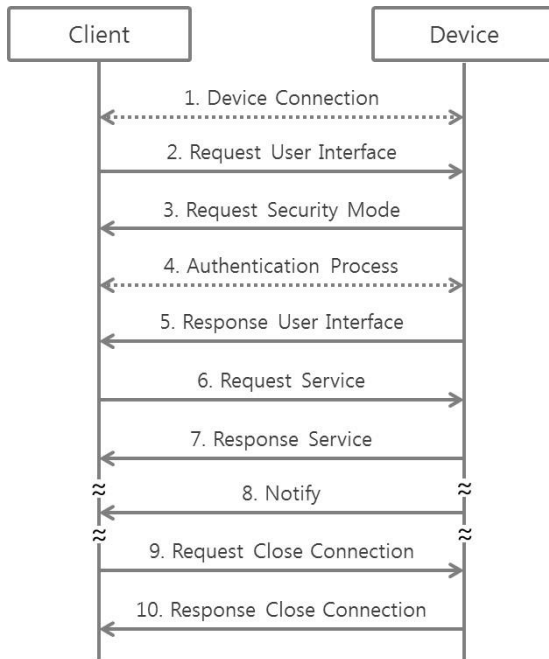 Client
Device
1. Device Connection
2. Request User Interface
3. Request Security Mode
4. Authentication Process
5. Response User Interface
6. Request Service
7. Response Service
8. Notify
9. Request Close Connection
10. Response Close Connection